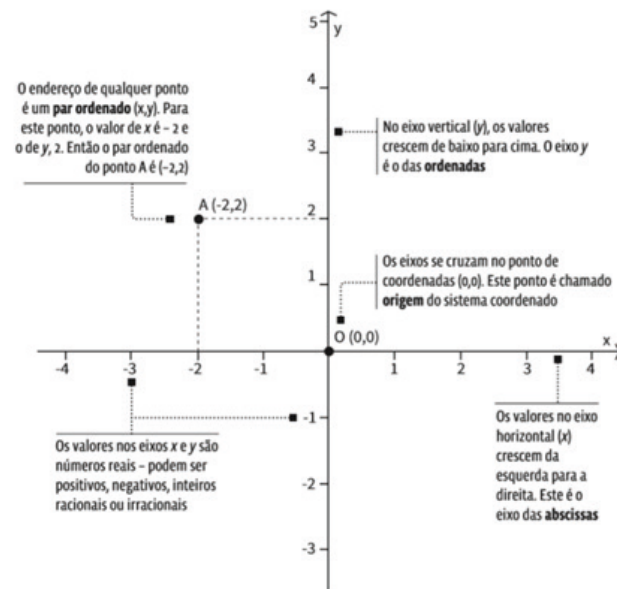 5
y
4
3
2
1
O endereço de qualquer ponto
é um par ordenado (x,y). Para
este ponto, o valor de x é – 2 e
o de y, 2. Então o par ordenado
do ponto A é (–2,2)
No eixo vertical (y), os valores
crescem de baixo para cima. O eixo y
é o das ordenadas
A (-2,2)
Os eixos se cruzam no ponto de
coordenadas (0,0). Este ponto é chamado
origem do sistema coordenado
O (0,0)
x
-4 -3 -2 -1 1 2 3 4
Os valores nos eixos x e y são
números reais – podem ser
positivos, negativos, inteiros
racionais ou irracionais
Os valores no eixo
horizontal (x)
crescem da
esquerda para a
direita. Este é o
eixo das abscissas
-1
-2
-3